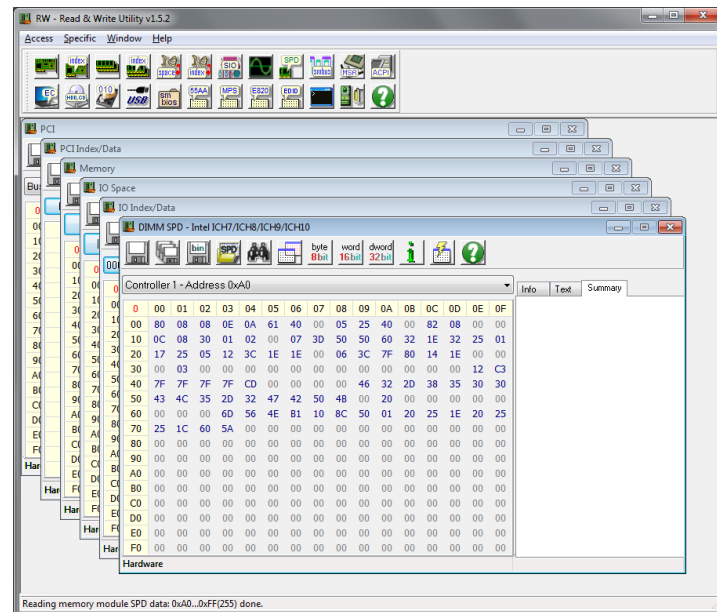 RW - Read & Write Utility v1.5.2
Access Specific Window Help
index index space index SIO SPD smbus MSR ACPI
EC HDD,CD 010 USB sm bios 55AA MPS E820 EDID
PCI
PCI Index/Data
Memory
IO Space
IO Index/Data
DIMM SPD - Intel ICH7/ICH8/ICH9/ICH10
bin SPD byte 8bit word 16bit dword 32bit
Controller 1 - Address 0xA0
Info Text Summary
0 00 01 02 03 04 05 06 07 08 09 0A 0B 0C 0D 0E 0F
00 80 08 08 0E 0A 61 40 00 05 25 40 00 82 08 00 00
10 0C 08 30 01 02 00 07 3D 50 50 60 32 1E 32 25 01
20 17 25 05 12 3C 1E 1E 00 06 3C 7F 80 14 1E 00 00
30 00 03 00 00 00 00 00 00 00 00 00 00 00 00 12 C3
40 7F 7F 7F 7F CD 00 00 00 46 32 2D 38 35 30 30
50 43 4C 35 2D 32 47 42 50 4B 00 20 00 00 00 00 00
60 00 00 00 6D 56 4E B1 10 8C 50 01 20 25 1E 20 25
70 25 1C 60 5A 00 00 00 00 00 00 00 00 00 00 00 00
80 00 00 00 00 00 00 00 00 00 00 00 00 00 00 00 00
90 00 00 00 00 00 00 00 00 00 00 00 00 00 00 00 00
A0 00 00 00 00 00 00 00 00 00 00 00 00 00 00 00 00
B0 00 00 00 00 00 00 00 00 00 00 00 00 00 00 00 00
C0 00 00 00 00 00 00 00 00 00 00 00 00 00 00 00 00
D0 00 00 00 00 00 00 00 00 00 00 00 00 00 00 00 00
E0 00 00 00 00 00 00 00 00 00 00 00 00 00 00 00 00
F0 00 00 00 00 00 00 00 00 00 00 00 00 00 00 00 00
Hardware
Reading memory module SPD data: 0xA0...0xFF(255) done.